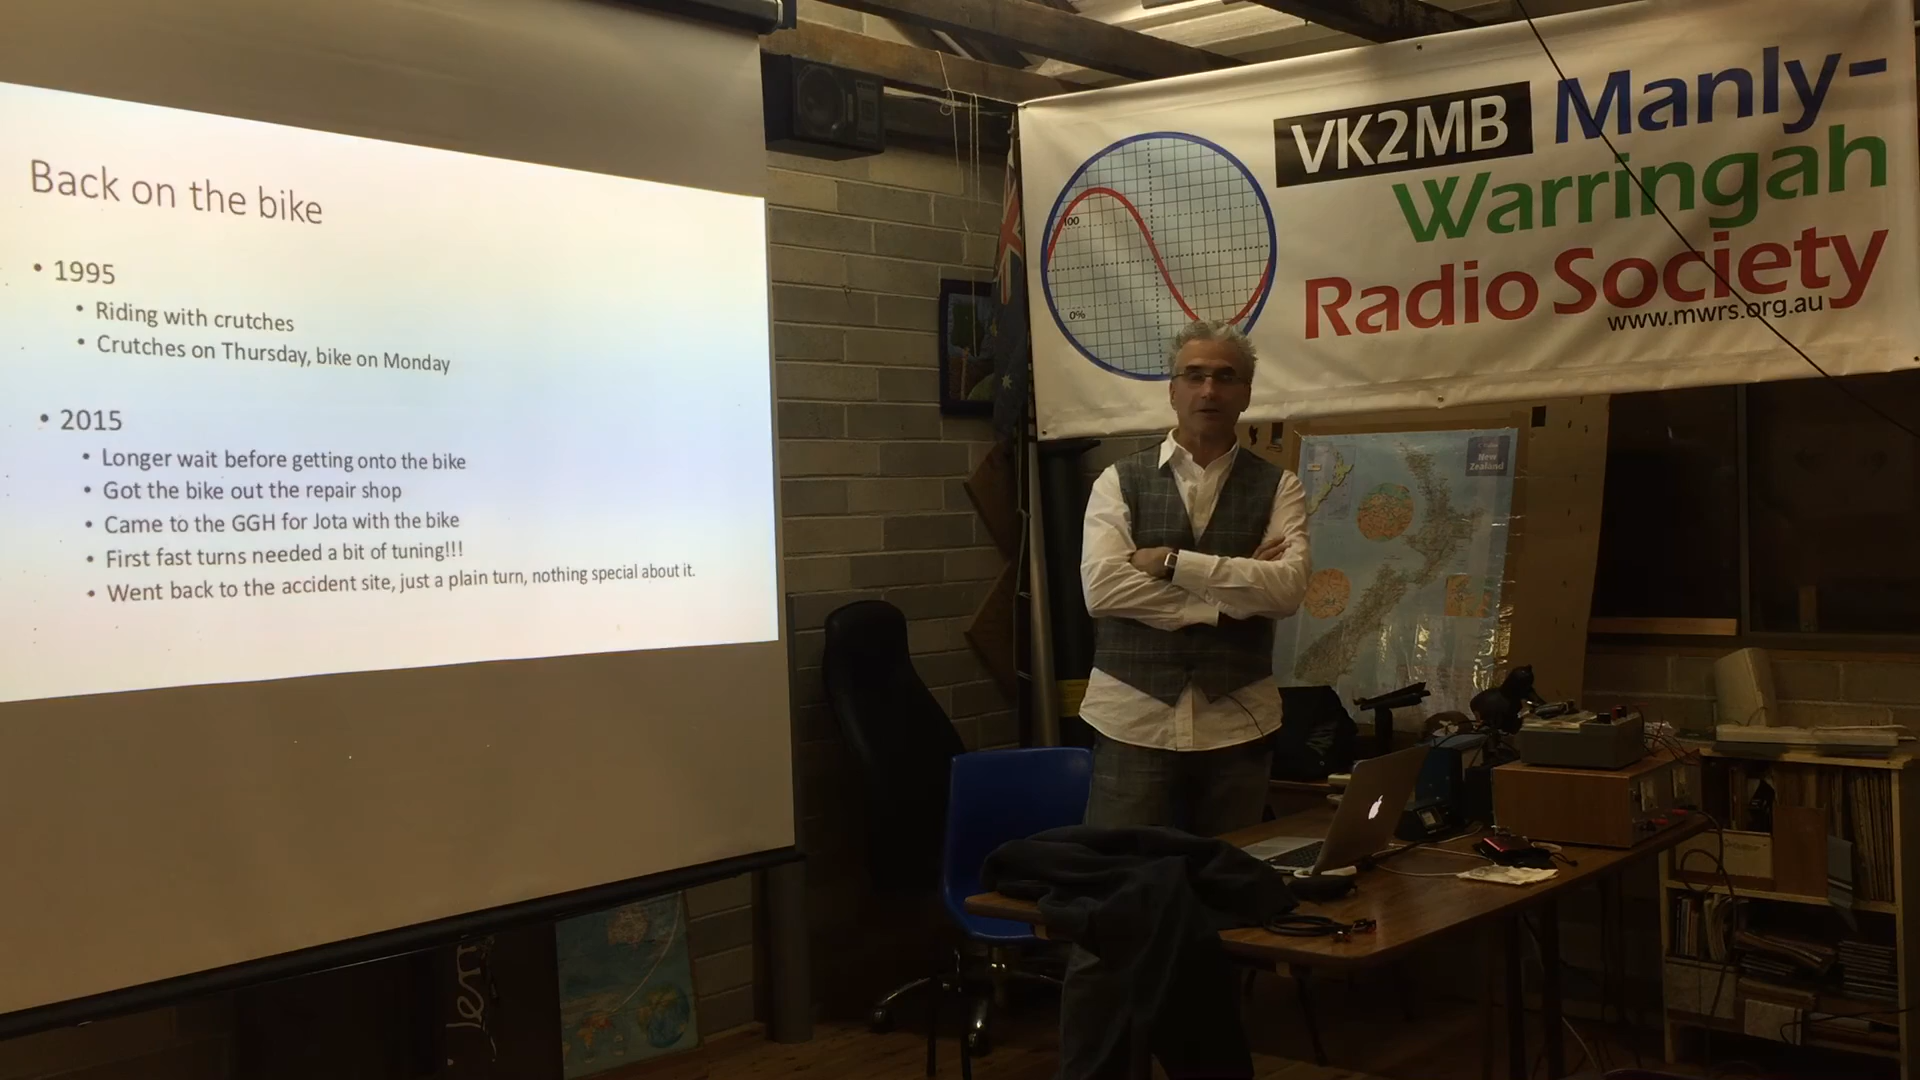 Back on the bike
• 1995
• Riding with crutches
• Crutches on Thursday, bike on Monday
• 2015
• Longer wait before getting onto the bike
• Got the bike out the repair shop
• Came to the GGH for Jota with the bike
• First fast turns needed a bit of tuning!!!
• Went back to the accident site, just a plain turn, nothing special about it.
VK2MB Manly-
Warringah
Radio Society
www.mwrs.org.au
100
0%
New
Zealand